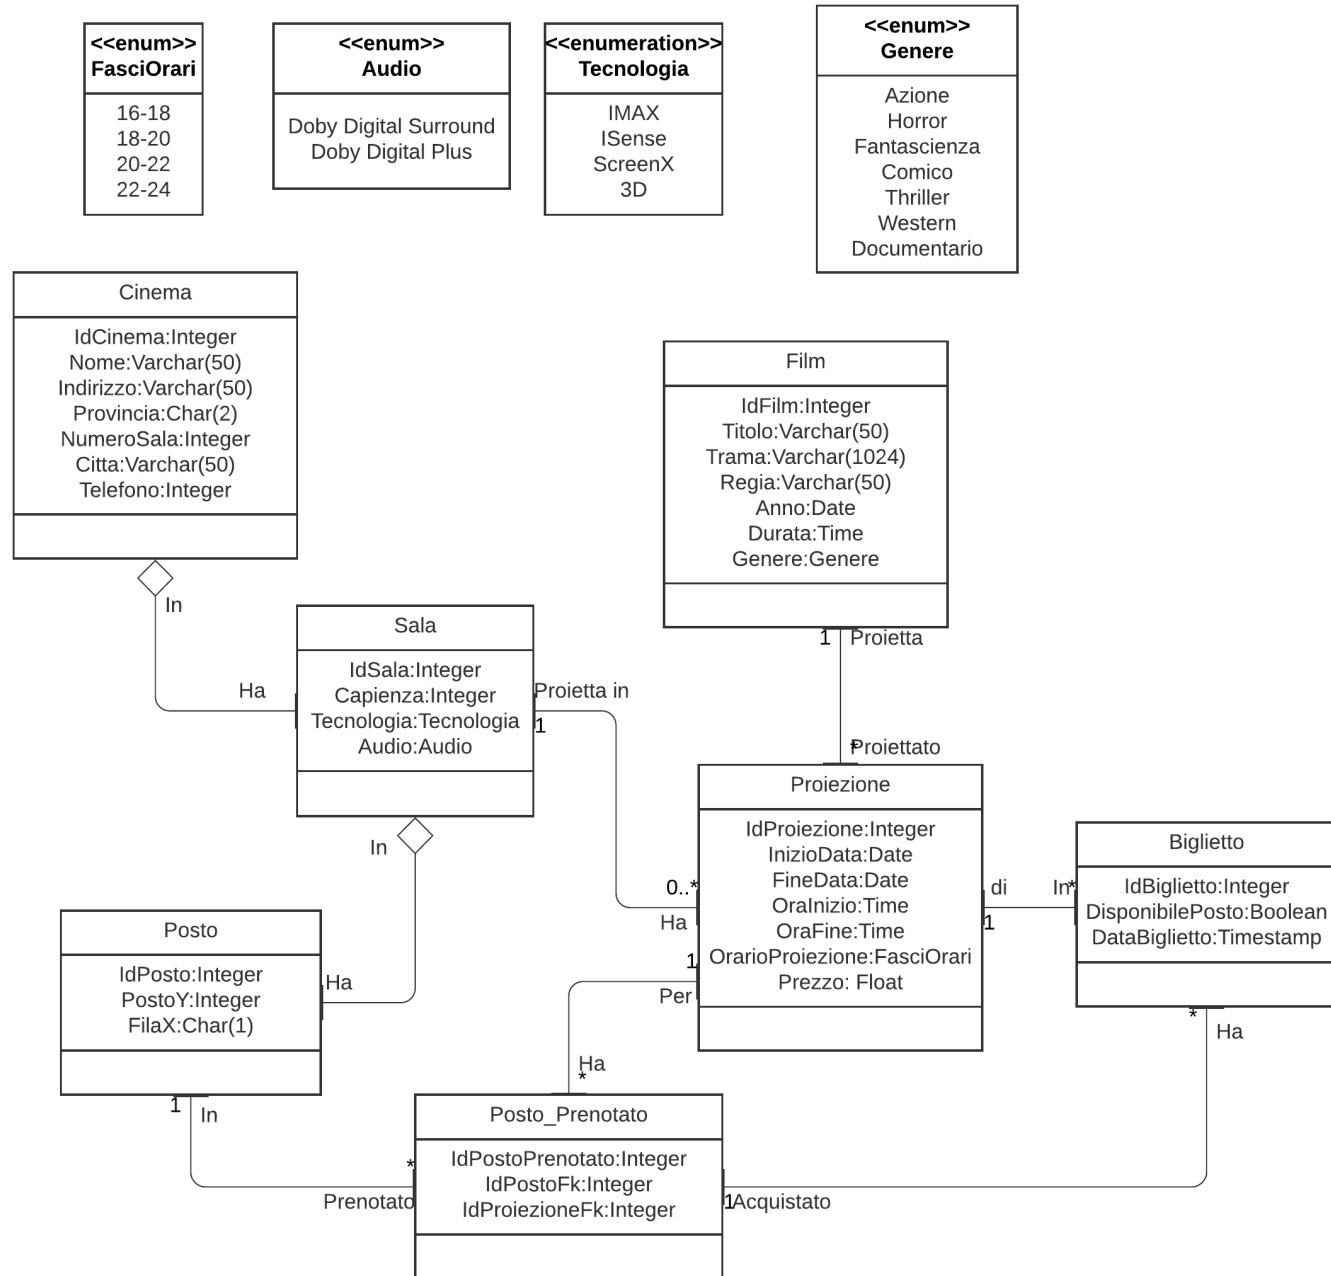 <<enum>>
FasciOrari
16-18
18-20
20-22
22-24
<<enum>>
Audio
Doby Digital Surround
Doby Digital Plus
<<enumeration>>
Tecnologia
IMAX
ISense
ScreenX
3D
<<enum>>
Genere
Azione
Horror
Fantascienza
Comico
Thriller
Western
Documentario
Cinema
IdCinema:Integer
Nome:Varchar(50)
Indirizzo:Varchar(50)
Provincia:Char(2)
NumeroSala:Integer
Citta:Varchar(50)
Telefono:Integer
In
Ha
Film
IdFilm:Integer
Titolo:Varchar(50)
Trama:Varchar(1024)
Regia:Varchar(50)
Anno:Date
Durata:Time
Genere:Genere
1 Proietta
*Proiettato
Sala
IdSala:Integer
Capienza:Integer
Tecnologia:Tecnologia
Audio:Audio
Proietta in
1
In
Ha
0..*
Ha
Proiezione
IdProiezione:Integer
InizioData:Date
FineData:Date
OraInizio:Time
OraFine:Time
OrarioProiezione:FasciOrari
Prezzo: Float
di
1
In*
1
Per
Biglietto
IdBiglietto:Integer
DisponibilePosto:Boolean
DataBiglietto:Timestamp
*
Ha
Posto
IdPosto:Integer
PostoY:Integer
FilaX:Char(1)
1
In
Ha
*
*
Prenotato
Posto_Prenotato
IdPostoPrenotato:Integer
IdPostoFk:Integer
IdProiezioneFk:Integer
1Acquistato